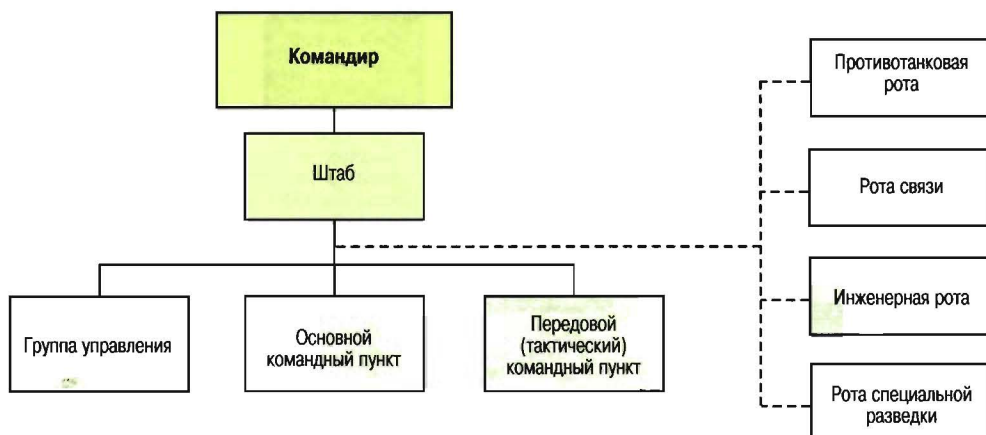 Командир
Штаб
Группа управления
Основной
командный пункт
Передовой
(тактический)
командный пункт
Противотанковая
рота
Рота связи
Инженерная рота
Рота специальной
разведки